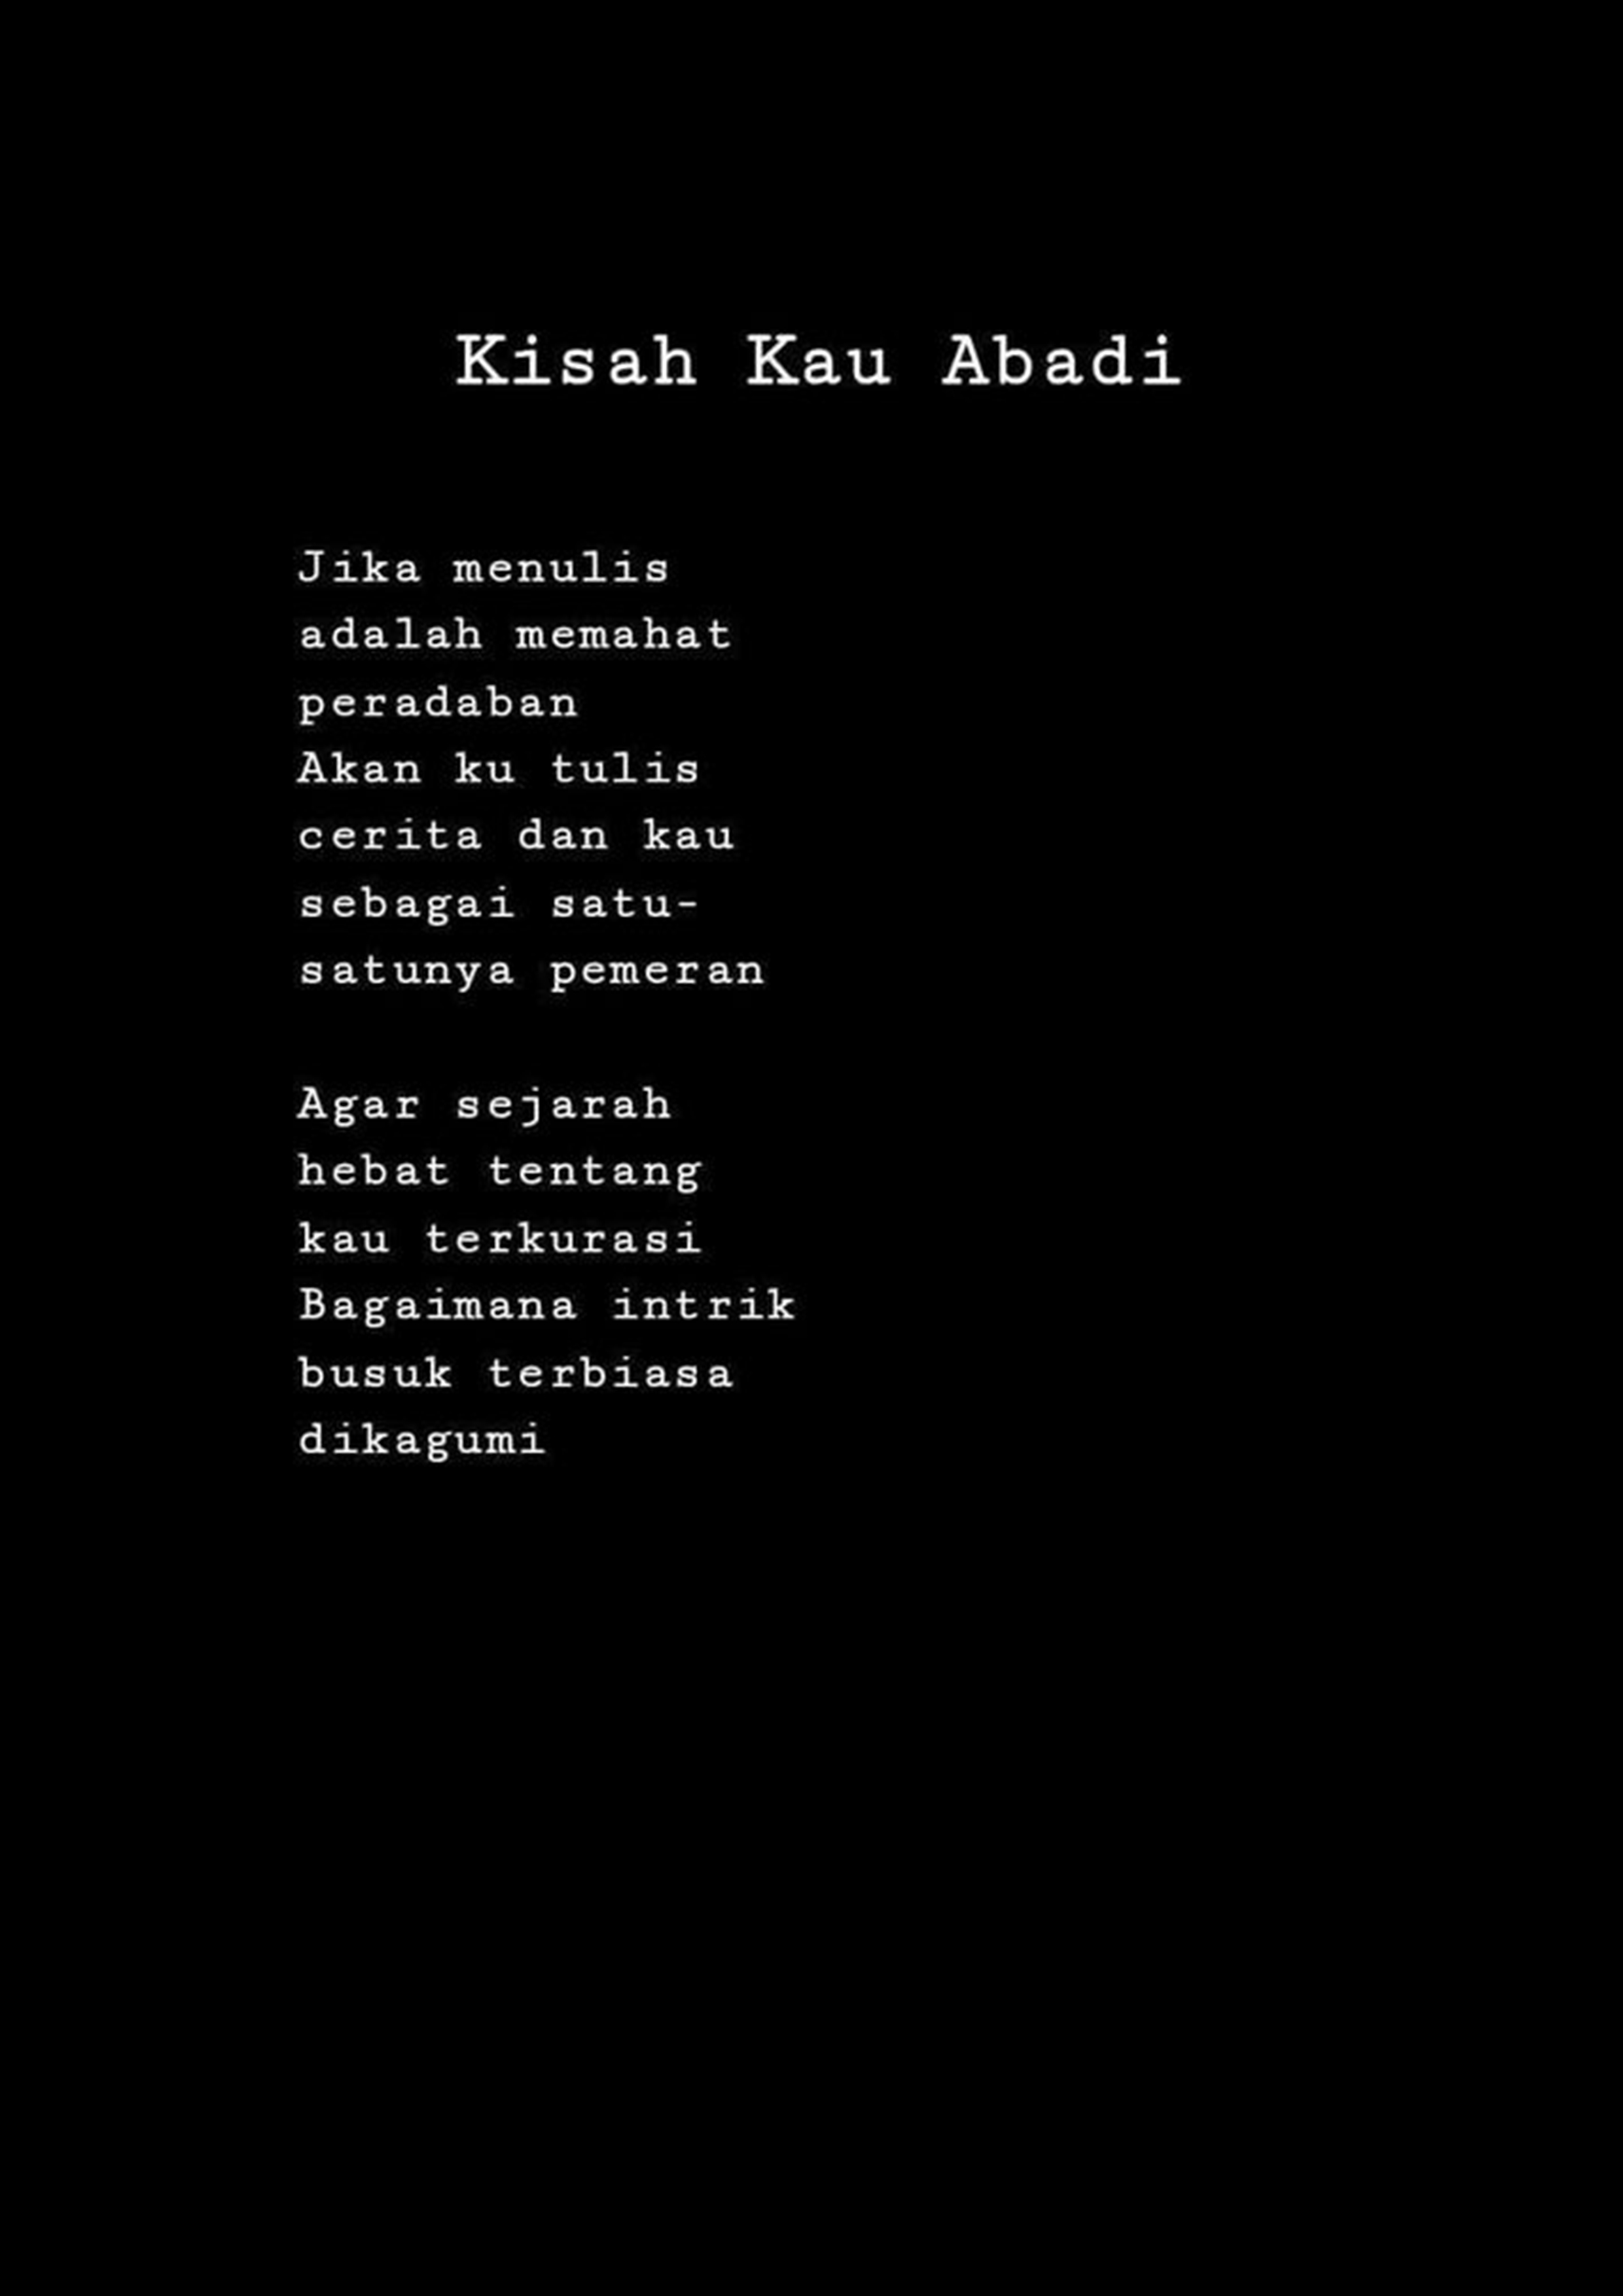 Kisah Kau Abadi
Jika menulis
adalah memahat
peradaban
Akan ku tulis
cerita dan kau
sebagai satu-
satunya pemeran
Agar sejarah
hebat tentang
kau terkurasi
Bagaimana intrik
busuk terbiasa
dikagumi